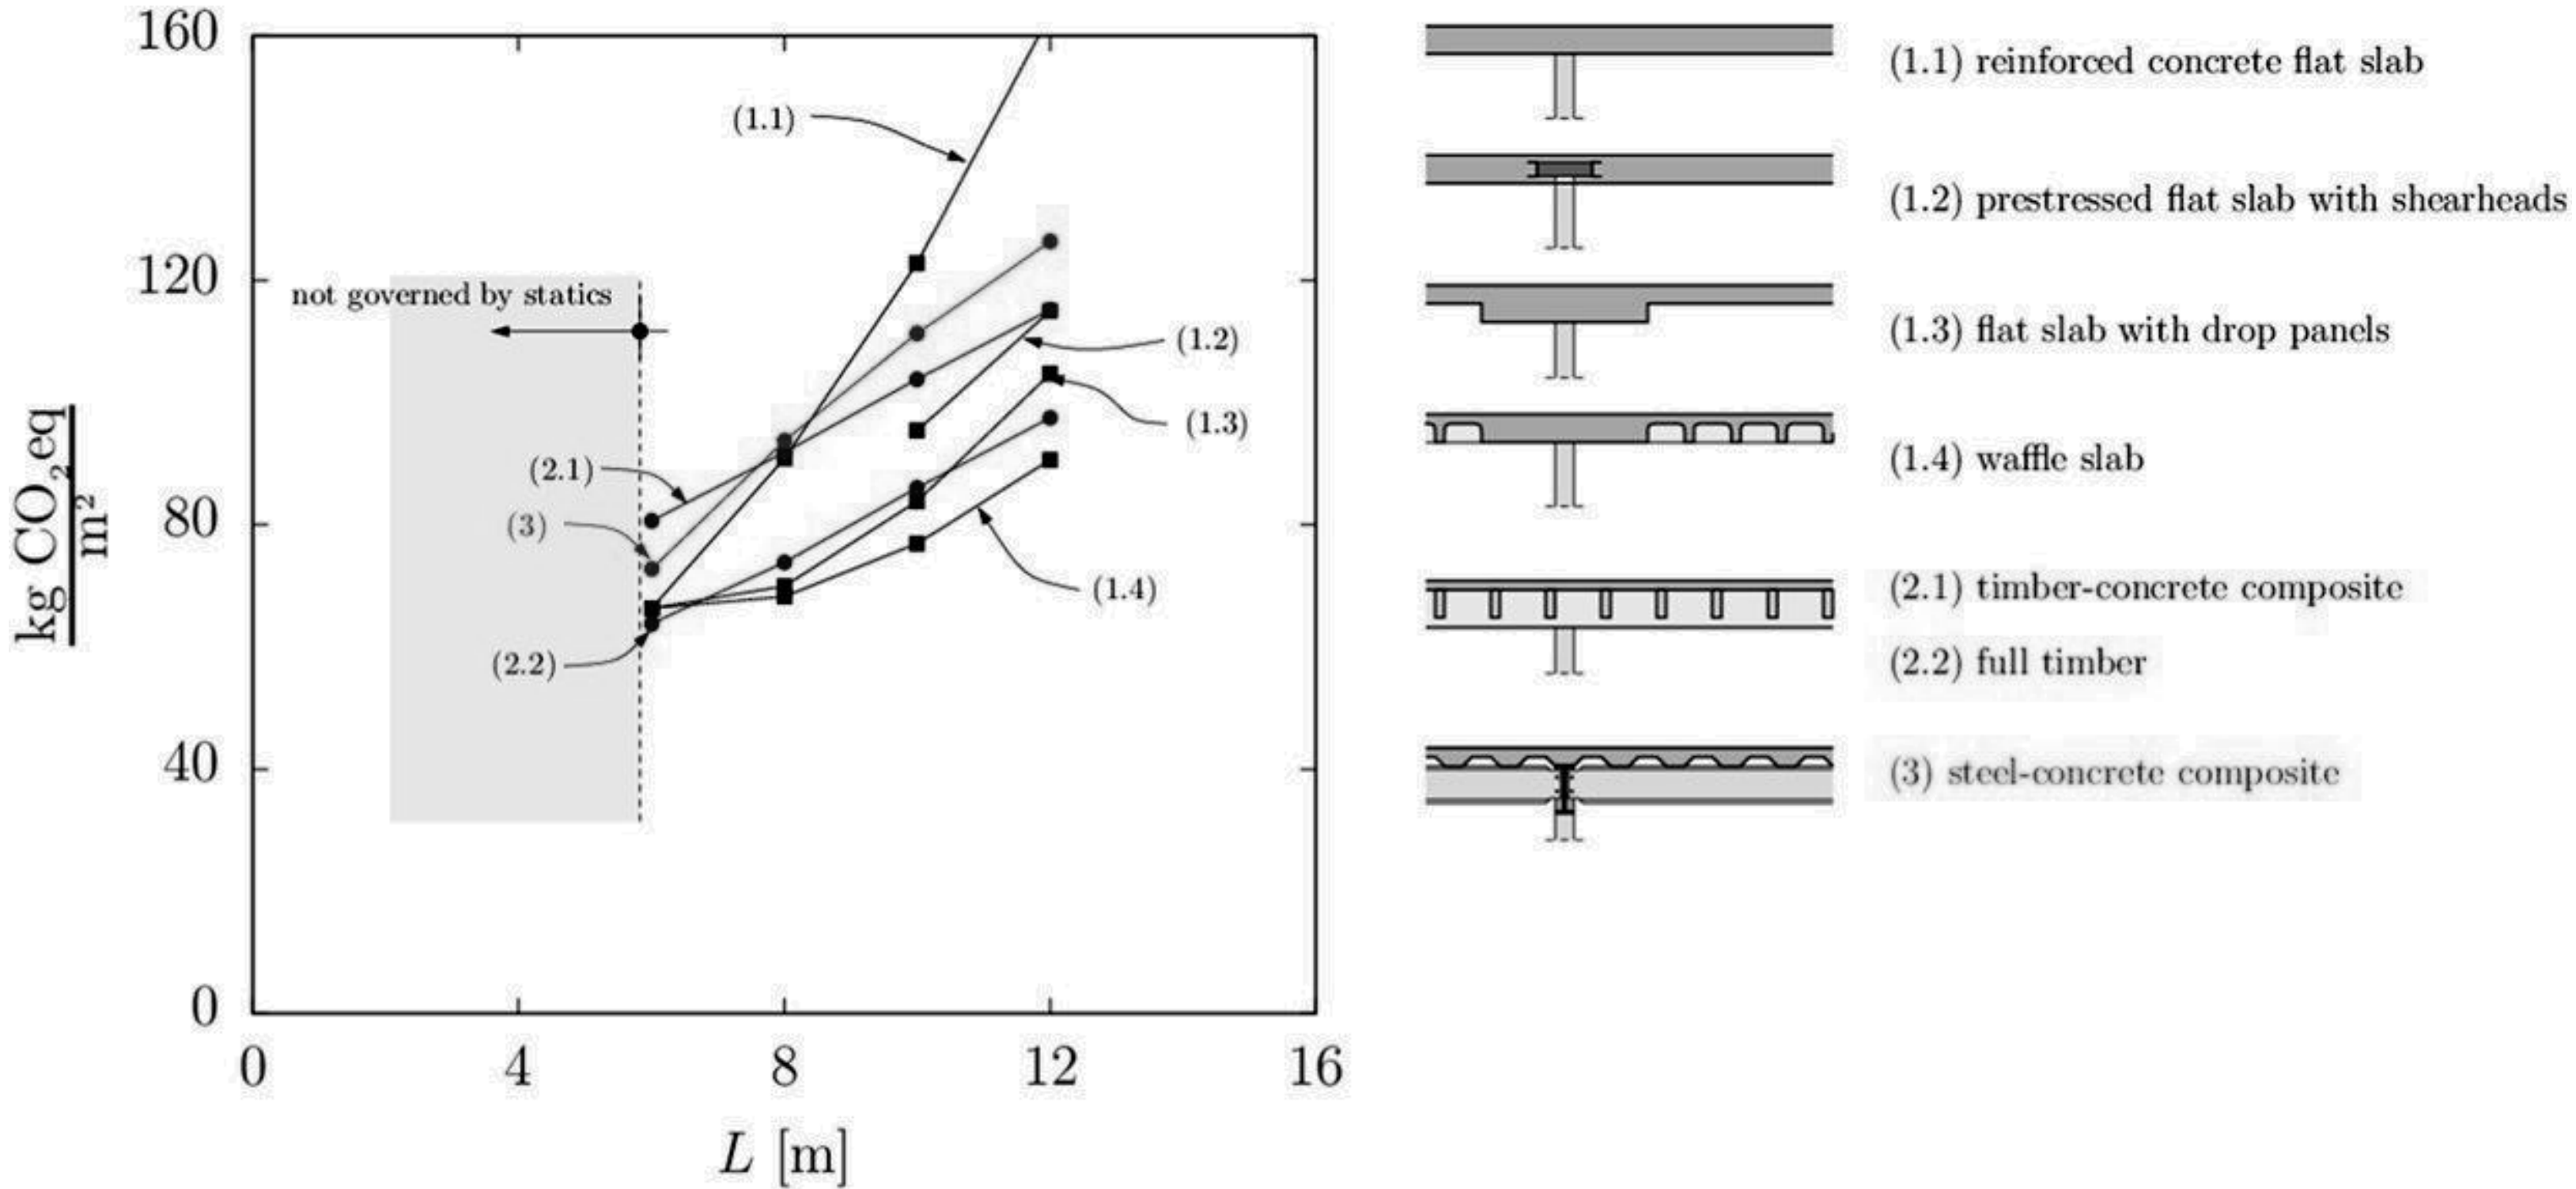 160
120
80
40
0
0 4 8 12 16
kg CO2eq
m²
L [m]
not governed by statics
(1.1)
(1.2)
(1.3)
(2.1)
(3)
(1.4)
(2.2)
(1.1) reinforced concrete flat slab
(1.2) prestressed flat slab with shearheads
(1.3) flat slab with drop panels
(1.4) waffle slab
(2.1) timber-concrete composite
(2.2) full timber
(3) steel-concrete composite